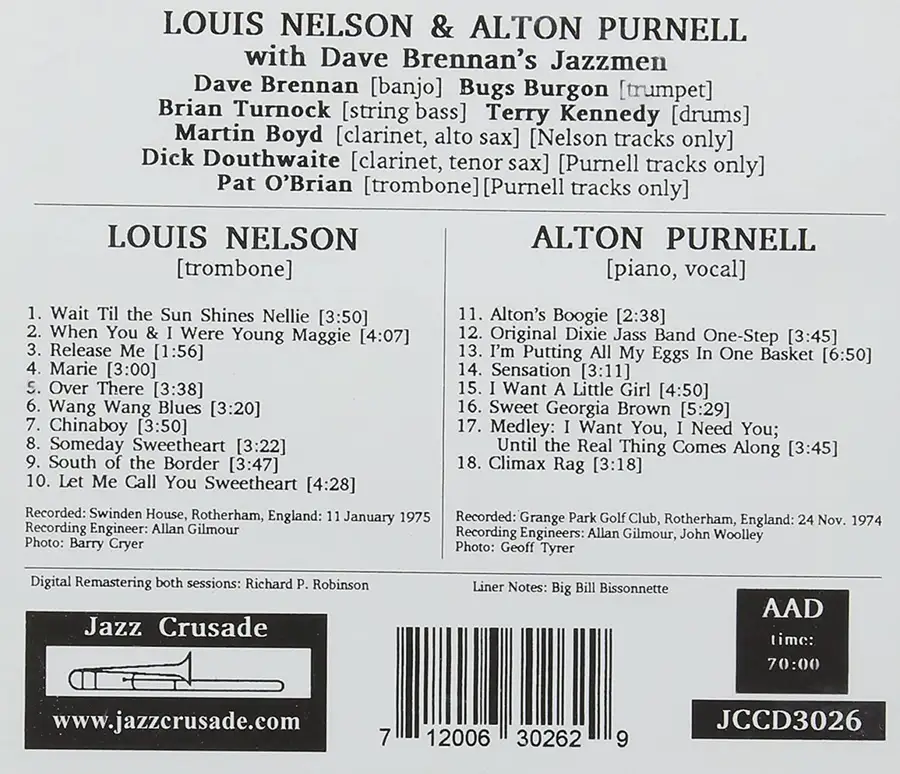 LOUIS NELSON & ALTON PURNELL
with Dave Brennan's Jazzmen
Dave Brennan [banjo] Bugs Burgon [trumpet]
Brian Turnock [string bass] Terry Kennedy [drums]
Martin Boyd [clarinet, alto sax] [Nelson tracks only]
Dick Douthwaite [clarinet, tenor sax] [Purnell tracks only]
Pat O'Brian [trombone] [Purnell tracks only]
LOUIS NELSON
[trombone]
1. Wait Til the Sun Shines Nellie [3:50]
2. When You & I Were Young Maggie [4:07]
3. Release Me [1:56]
4. Marie [3:00]
5. Over There [3:38]
6. Wang Wang Blues [3:20]
7. Chinaboy [3:50]
8. Someday Sweetheart [3:22]
9. South of the Border [3:47]
10. Let Me Call You Sweetheart [4:28]
Recorded: Swinden House, Rotherham, England: 11 January 1975
Recording Engineer: Allan Gilmour
Photo: Barry Cryer
ALTON PURNELL
[piano, vocal]
11. Alton's Boogie [2:38]
12. Original Dixie Jass Band One-Step [3:45]
13. I'm Putting All My Eggs In One Basket [6:50]
14. Sensation [3:11]
15. I Want A Little Girl [4:50]
16. Sweet Georgia Brown [5:29]
17. Medley: I Want You, I Need You;
Until the Real Thing Comes Along [3:45]
18. Climax Rag [3:18]
Recorded: Grange Park Golf Club, Rotherham, England: 24 Nov. 1974
Recording Engineers: Allan Gilmour, John Woolley
Photo: Geoff Tyrer
Digital Remastering both sessions: Richard P. Robinson
Liner Notes: Big Bill Bissonnette
Jazz Crusade
www.jazzcrusade.com
7 12006 30262 9
AAD
time:
70:00
JCCD3026